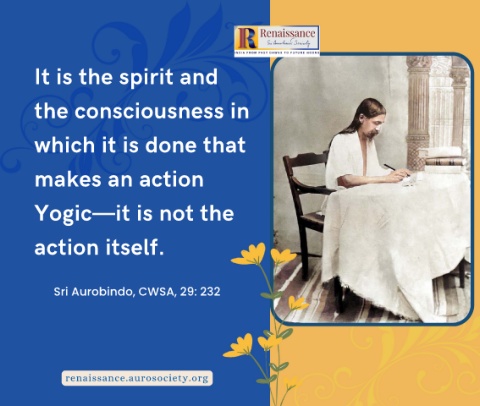 Renaissance
Sri Aurobindo Society
It is the spirit and
the consciousness in
which it is done that
makes an action
Yogic—it is not the
action itself.
Sri Aurobindo, CWSA, 29: 232
renaissance.aurosociety.org